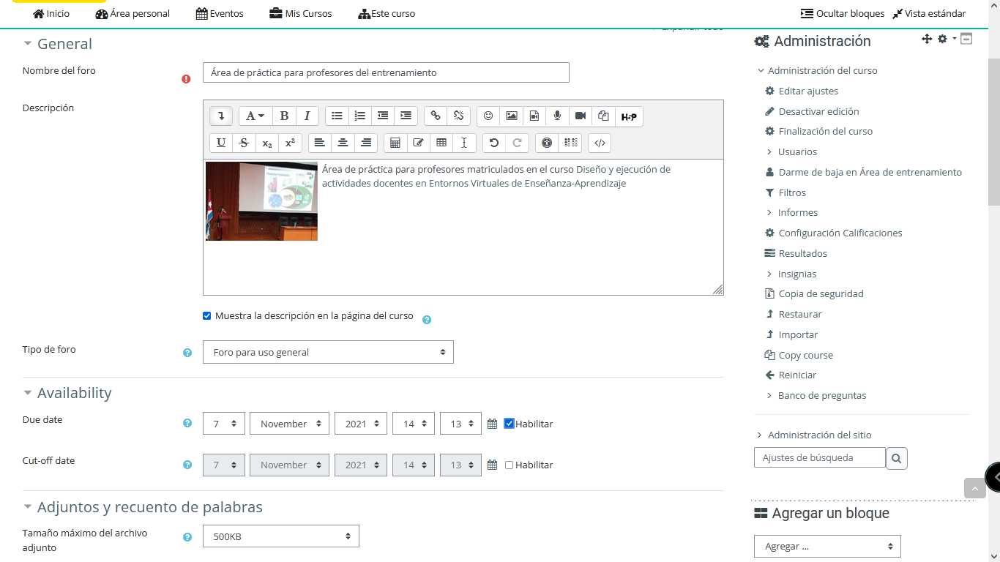 Inicio Área personal Eventos Mis Cursos Este curso Ocultar bloques Vista estándar
General
Nombre del foro
Área de práctica para profesores del entrenamiento
Descripción
A B I H-P
U S x₂ x²
Área de práctica para profesores matriculados en el curso Diseño y ejecución de
actividades docentes en Entornos Virtuales de Enseñanza-Aprendizaje
Muestra la descripción en la página del curso
Tipo de foro
Foro para uso general
Availability
Due date 7 November 2021 14 13 Habilitar
Cut-off date 7 November 2021 14 13 Habilitar
Adjuntos y recuento de palabras
Tamaño máximo del archivo
adjunto
500KB
Administración
Administración del curso
Editar ajustes
Desactivar edición
Finalización del curso
Usuarios
Darme de baja en Área de entrenamiento
Filtros
Informes
Configuración Calificaciones
Resultados
Insignias
Copia de seguridad
Restaurar
Importar
Copy course
Reiniciar
Banco de preguntas
Administración del sitio
Ajustes de búsqueda
Agregar un bloque
Agregar ...